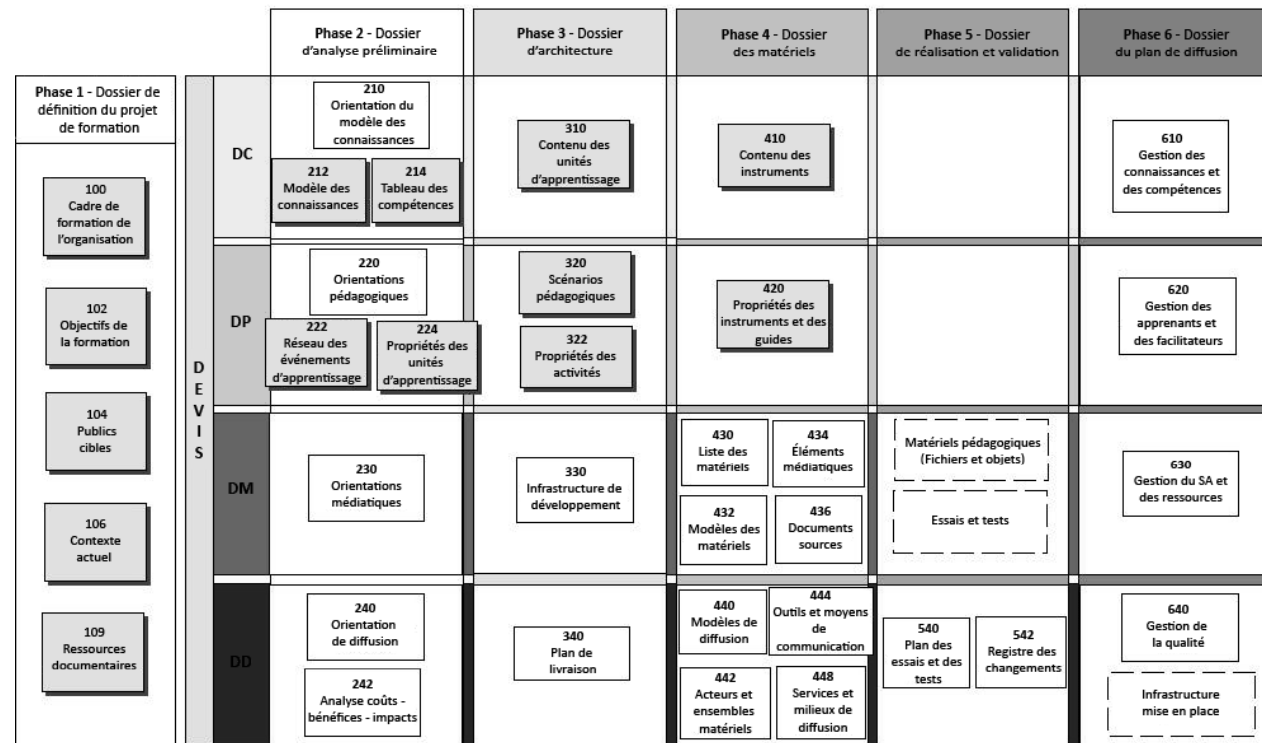 Phase 1 - Dossier de
définition du projet
de formation
100
Cadre de
formation de
l'organisation
102
Objectifs de
la formation
104
Publics
cibles
106
Contexte
actuel
109
Ressources
documentaires
DEVIS
Phase 2 - Dossier
d'analyse préliminaire
Phase 3 - Dossier
d'architecture
Phase 4 - Dossier
des matériels
Phase 5 - Dossier
de réalisation et validation
Phase 6 - Dossier
du plan de diffusion
DC
210
Orientation du
modèle des
connaissances
212
Modèle des
connaissances
214
Tableau des
compétences
310
Contenu des
unités
d'apprentissage
410
Contenu des
instruments
610
Gestion des
connaissances et
des compétences
DP
220
Orientations
pédagogiques
222
Réseau des
événements
d'apprentissage
224
Propriétés des
unités
d'apprentissage
320
Scénarios
pédagogiques
322
Propriétés des
activités
420
Propriétés des
instruments et des
guides
620
Gestion des
apprenants et
des facilitateurs
DM
230
Orientations
médiatiques
330
Infrastructure de
développement
430
Liste des
matériels
434
Éléments
médiatiques
432
Modèles des
matériels
436
Documents
sources
Matériels pédagogiques
(Fichiers et objets)
Essais et tests
630
Gestion du SA et
des ressources
DD
240
Orientation
de diffusion
242
Analyse coûts -
bénéfices - impacts
340
Plan de
livraison
440
Modèles de
diffusion
444
Outils et moyens
de
communication
442
Acteurs et
ensembles
matériels
448
Services et
milieux de
diffusion
540
Plan des
essais et des
tests
542
Registre des
changements
640
Gestion de
la qualité
Infrastructure
mise en place